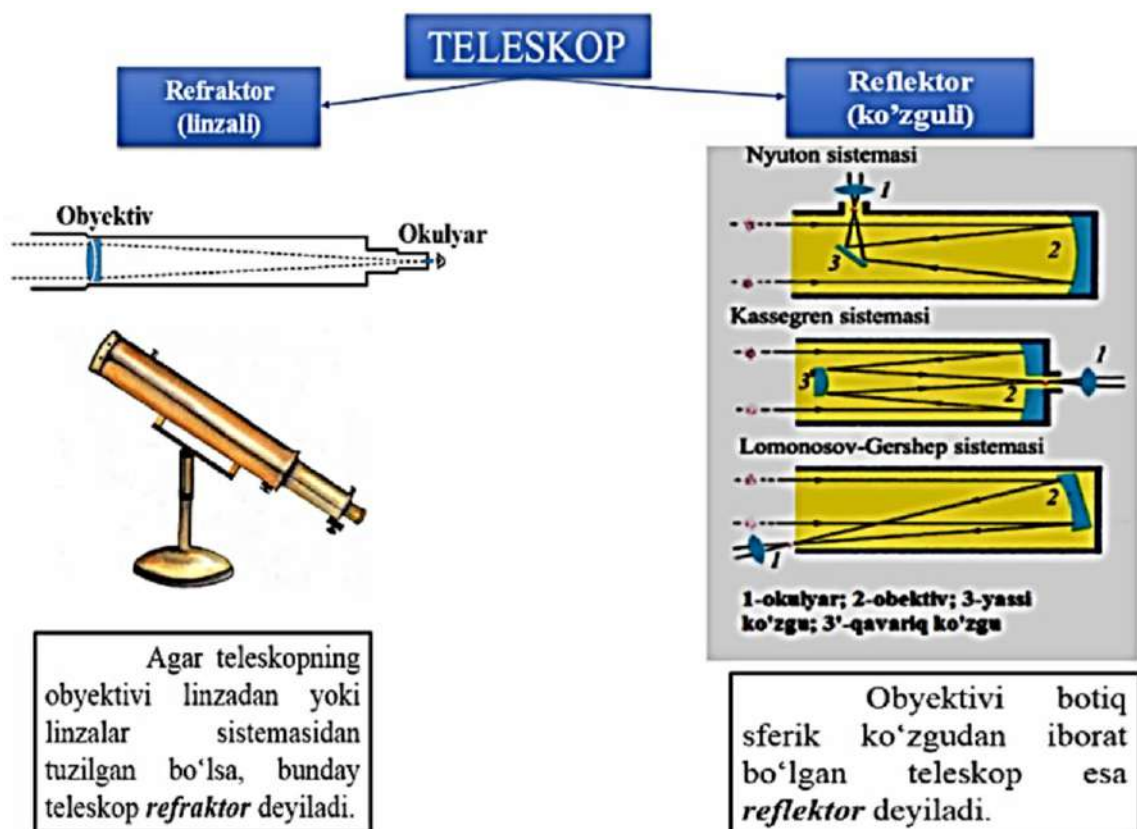 TELESKOP
Refraktor
(linzali)
Reflektor
(ko’zguli)
Obyektiv
Okulyar
Nyuton sistemasi
1
2
3
Kassegren sistemasi
1
2
3'
Lomonosov-Gershep sistemasi
2
1
1-okulyar; 2-obektiv; 3-yassi
ko'zgu; 3'-qavariq ko'zgu
Agar teleskopning
obyektivi linzadan yoki
linzalar sistemasidan
tuzilgan bo‘lsa, bunday
teleskop refraktor deyiladi.
Obyektivi botiq
sferik ko‘zgudan iborat
bo‘lgan teleskop esa
reflektor deyiladi.